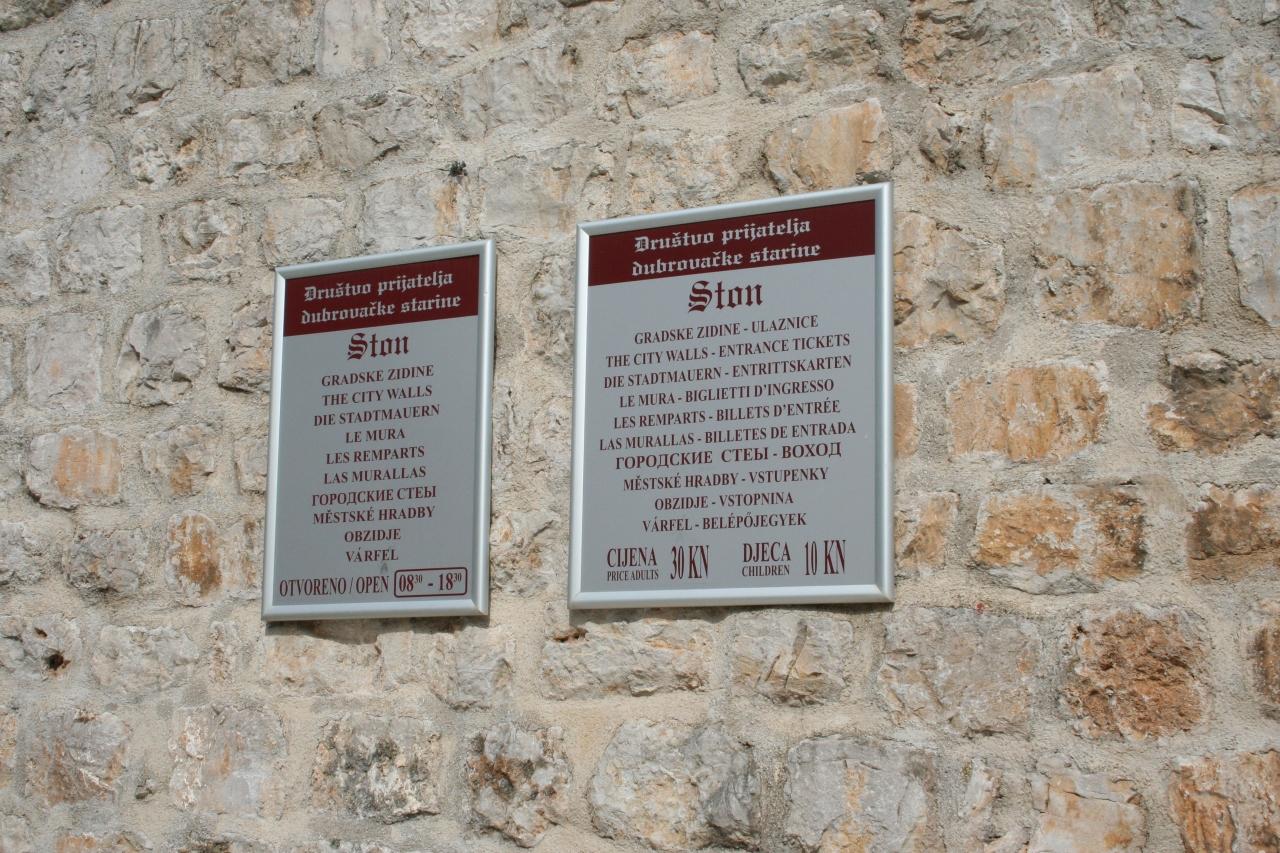 Društvo prijatelja
dubrovačke starine
Ston
GRADSKE ZIDINE
THE CITY WALLS
DIE STADTMAUERN
LE MURA
LES REMPARTS
LAS MURALLAS
ГОРОДСКИЕ СТЕЫ
MĚSTSKÉ HRADBY
OBZIDJE
VÁRFEL
OTVORENO / OPEN 08³⁰ - 18³⁰
Društvo prijatelja
dubrovačke starine
Ston
GRADSKE ZIDINE - ULAZNICE
THE CITY WALLS - ENTRANCE TICKETS
DIE STADTMAUERN - ENTRITTSKARTEN
LE MURA - BIGLIETTI D'INGRESSO
LES REMPARTS - BILLETS D'ENTRÉE
LAS MURALLAS - BILLETES DE ENTRADA
ГОРОДСКИЕ СТЕЫ - ВОХОД
MĚSTSKÉ HRADBY - VSTUPENKY
OBZIDJE - VSTOPNINA
VÁRFEL - BELÉPŐJEGYEK
CIJENA 30 KN DJECA 10 KN
PRICE ADULTS CHILDREN